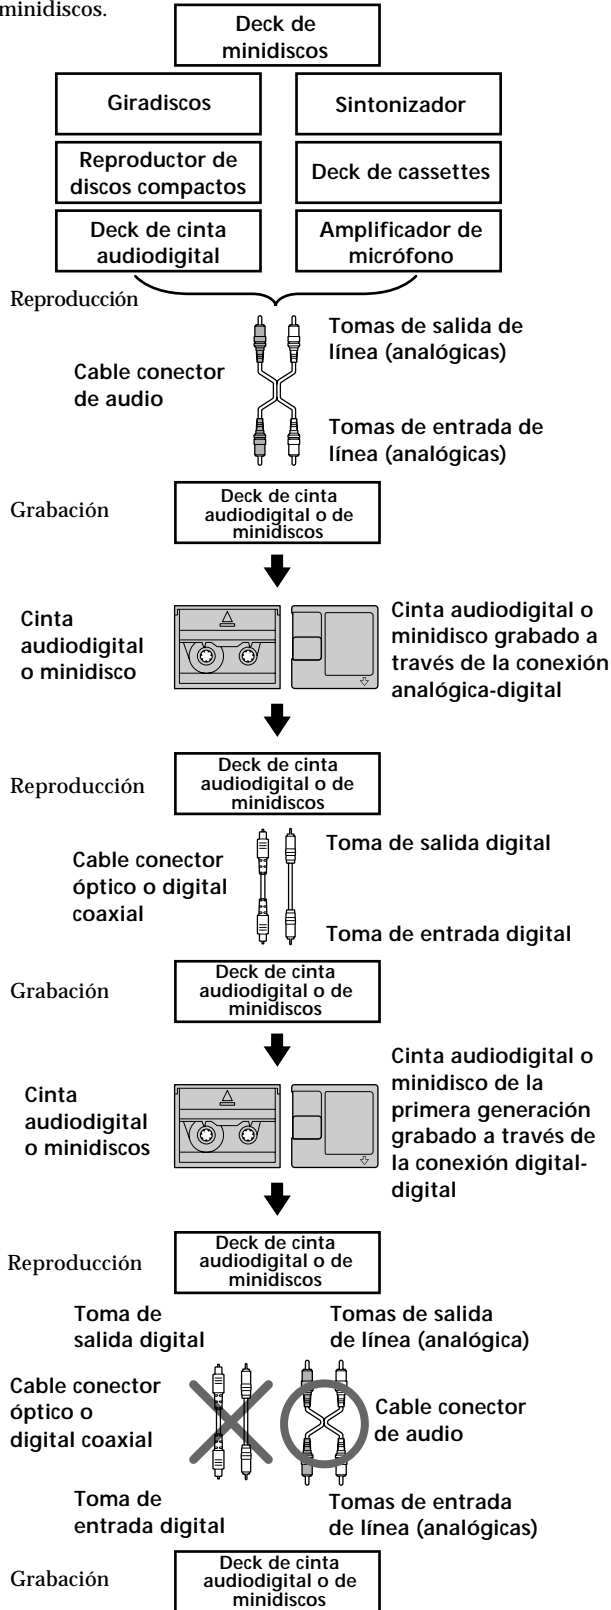 minidiscos.
Deck de
minidiscos
Giradiscos
Sintonizador
Reproductor de
discos compactos
Deck de cassettes
Deck de cinta
audiodigital
Amplificador de
micrófono
Reproducción
Tomas de salida de
línea (analógicas)
Cable conector
de audio
Tomas de entrada de
línea (analógicas)
Grabación
Deck de cinta
audiodigital o de
minidiscos
Cinta
audiodigital
o minidisco
Cinta audiodigital o
minidisco grabado a
través de la conexión
analógica-digital
Reproducción
Deck de cinta
audiodigital o de
minidiscos
Cable conector
óptico o digital
coaxial
Toma de salida digital
Toma de entrada digital
Grabación
Deck de cinta
audiodigital o de
minidiscos
Cinta
audiodigital
o minidiscos
Cinta audiodigital o
minidisco de la
primera generación
grabado a través de
la conexión digital-
digital
Reproducción
Deck de cinta
audiodigital o de
minidiscos
Toma de
salida digital
Tomas de salida
de línea (analógica)
Cable conector
óptico o
digital coaxial
Cable conector
de audio
Toma de
entrada digital
Tomas de entrada
de línea (analógicas)
Grabación
Deck de cinta
audiodigital o de
minidiscos